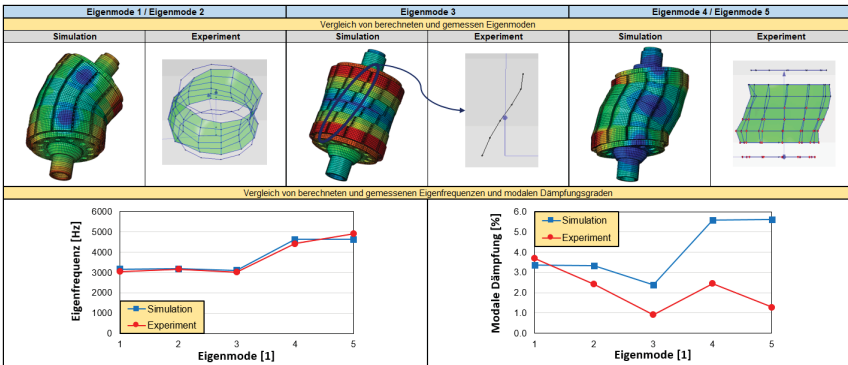 Eigenmode 1 / Eigenmode 2
Eigenmode 3
Eigenmode 4 / Eigenmode 5
Vergleich von berechneten und gemessen Eigenmoden
Simulation
Experiment
Simulation
Experiment
Simulation
Experiment
Vergleich von berechneten und gemessenen Eigenfrequenzen und modalen Dämpfungsgraden
Eigenfrequenz [Hz]
6000
5000
4000
3000
2000
1000
0
Simulation
Experiment
1
2
3
4
5
Eigenmode [1]
Modale Dämpfung [%]
6.0
5.0
4.0
3.0
2.0
1.0
0.0
Simulation
Experiment
1
2
3
4
5
Eigenmode [1]